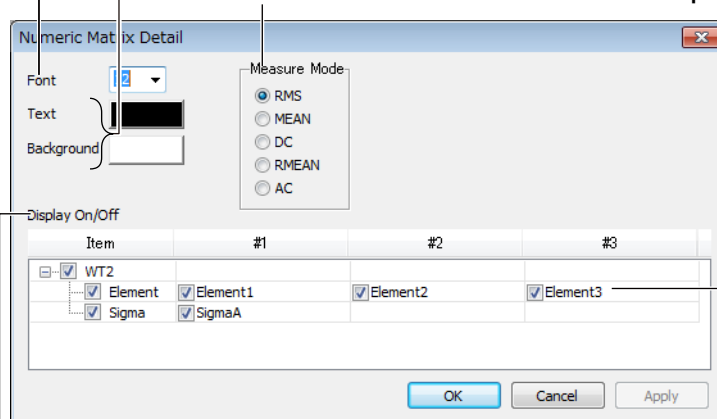 Numeric Matrix Detail
Font
Text
Background
Measure Mode
RMS
MEAN
DC
RMEAN
AC
Display On/Off
Item #1 #2 #3
WT2
Element Element1 Element2 Element3
Sigma SigmaA
OK Cancel Apply